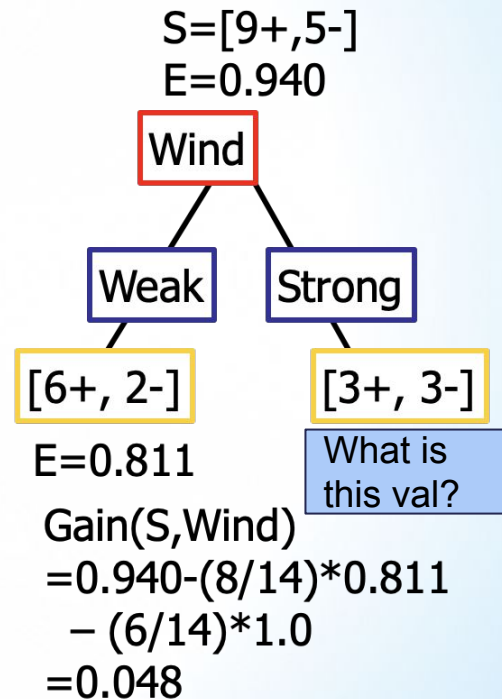 S=[9+,5-]
E=0.940
Wind
Weak
Strong
[6+, 2-]
[3+, 3-]
E=0.811
What is
this val?
Gain(S,Wind)
=0.940-(8/14)*0.811
– (6/14)*1.0
=0.048